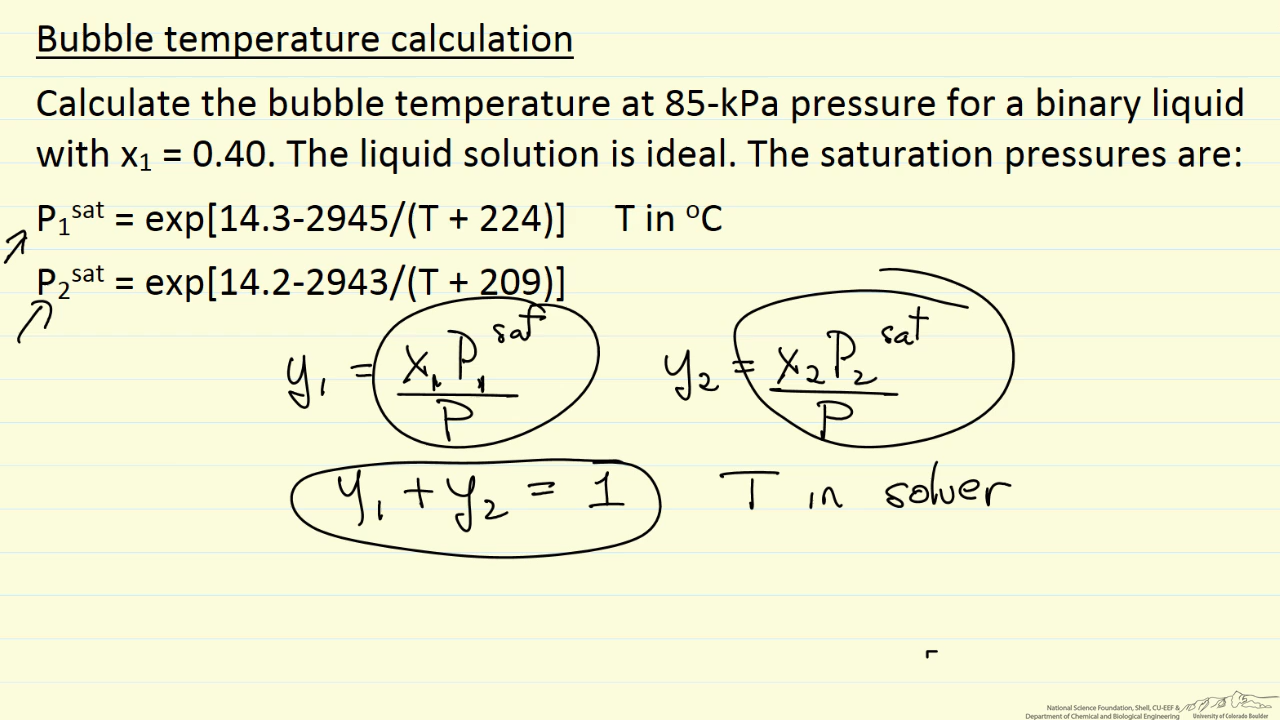 Bubble temperature calculation
Calculate the bubble temperature at 85-kPa pressure for a binary liquid
with x₁ = 0.40. The liquid solution is ideal. The saturation pressures are:
P₁ˢᵃᵗ = exp[14.3-2945/(T + 224)] T in ᵒC
P₂ˢᵃᵗ = exp[14.2-2943/(T + 209)]
y₁ = x₁P₁ˢᵃᵗ/P y₂ = x₂P₂ˢᵃᵗ/P
y₁ + y₂ = 1 T in solver
National Science Foundation, Shell, CU-EEF &
Department of Chemical and Biological Engineering University of Colorado Boulder